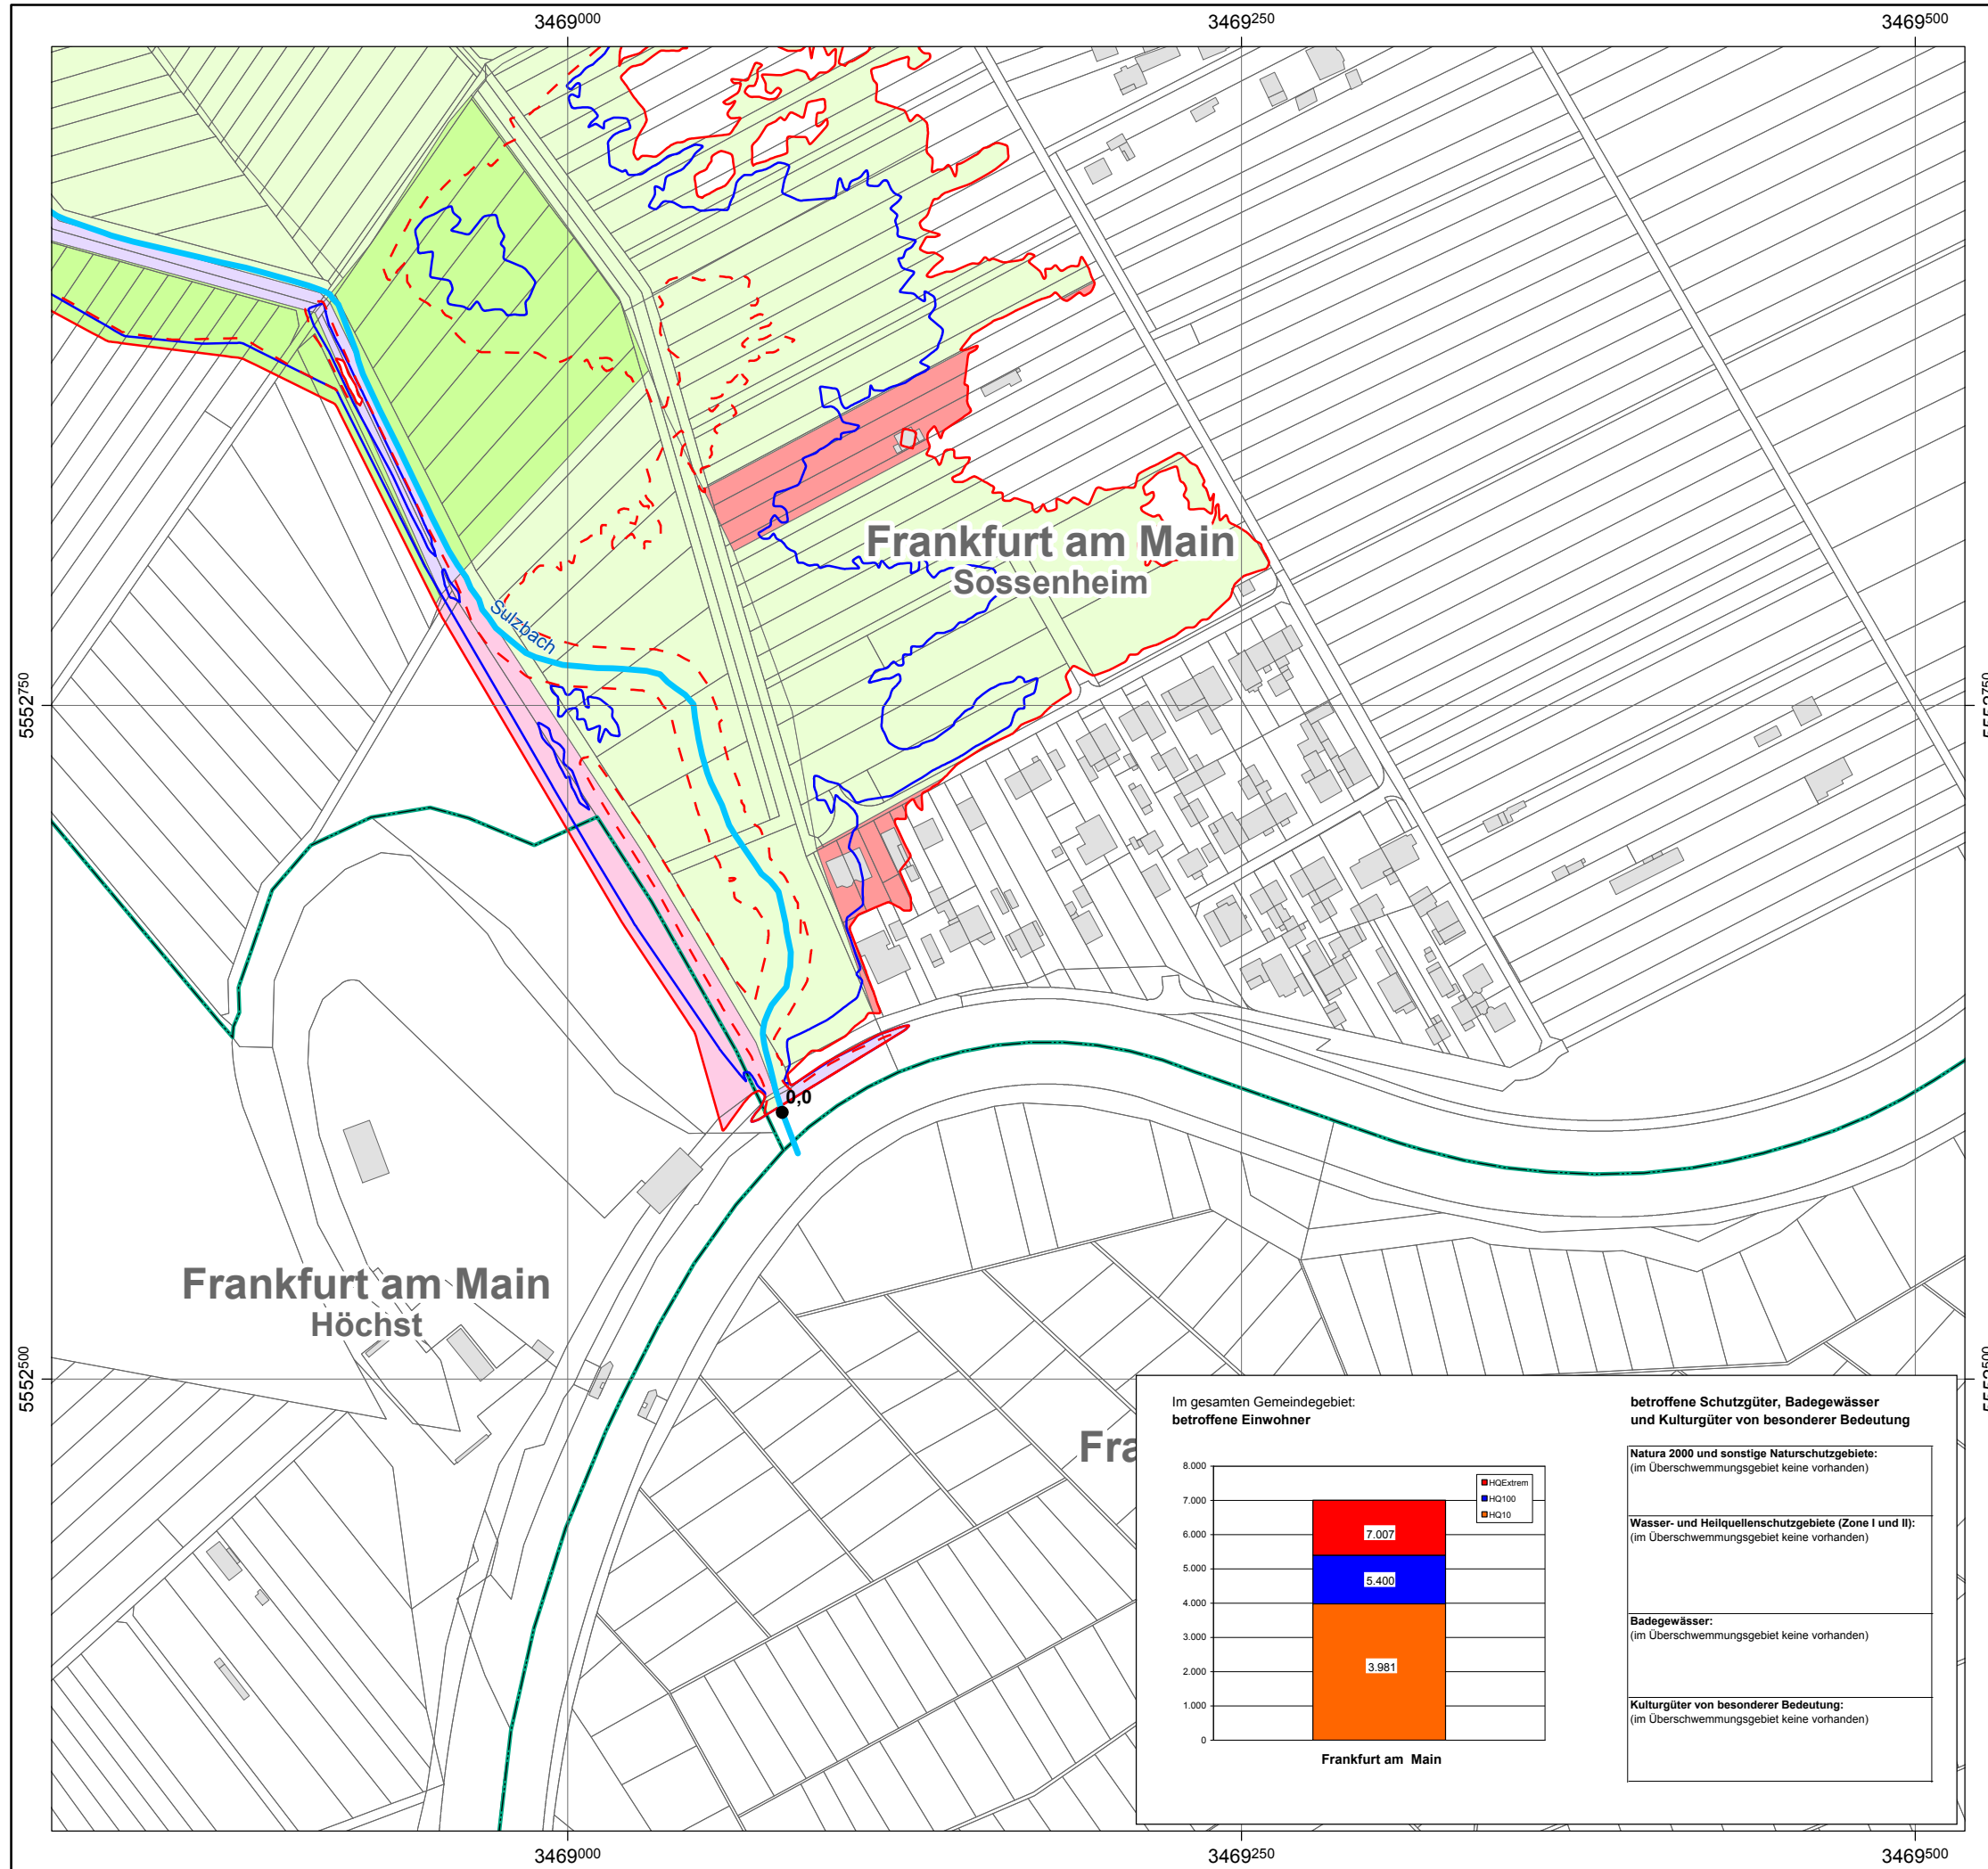 3469000
3469250
3469500
Sulzbach
Frankfurt am Main
Sossenheim
5552750
5552750
0,0
Frankfurt am Main
Höchst
5552500
5552500
Fra
Im gesamten Gemeindegebiet:
betroffene Einwohner
8.000
7.000
6.000
5.000
4.000
3.000
2.000
1.000
0
HQExtrem
HQ100
HQ10
7.007
5.400
3.981
Frankfurt am Main
betroffene Schutzgüter, Badegewässer
und Kulturgüter von besonderer Bedeutung
Natura 2000 und sonstige Naturschutzgebiete:
(im Überschwemmungsgebiet keine vorhanden)
Wasser- und Heilquellenschutzgebiete (Zone I und II):
(im Überschwemmungsgebiet keine vorhanden)
Badegewässer:
(im Überschwemmungsgebiet keine vorhanden)
Kulturgüter von besonderer Bedeutung:
(im Überschwemmungsgebiet keine vorhanden)
3469000
3469250
3469500